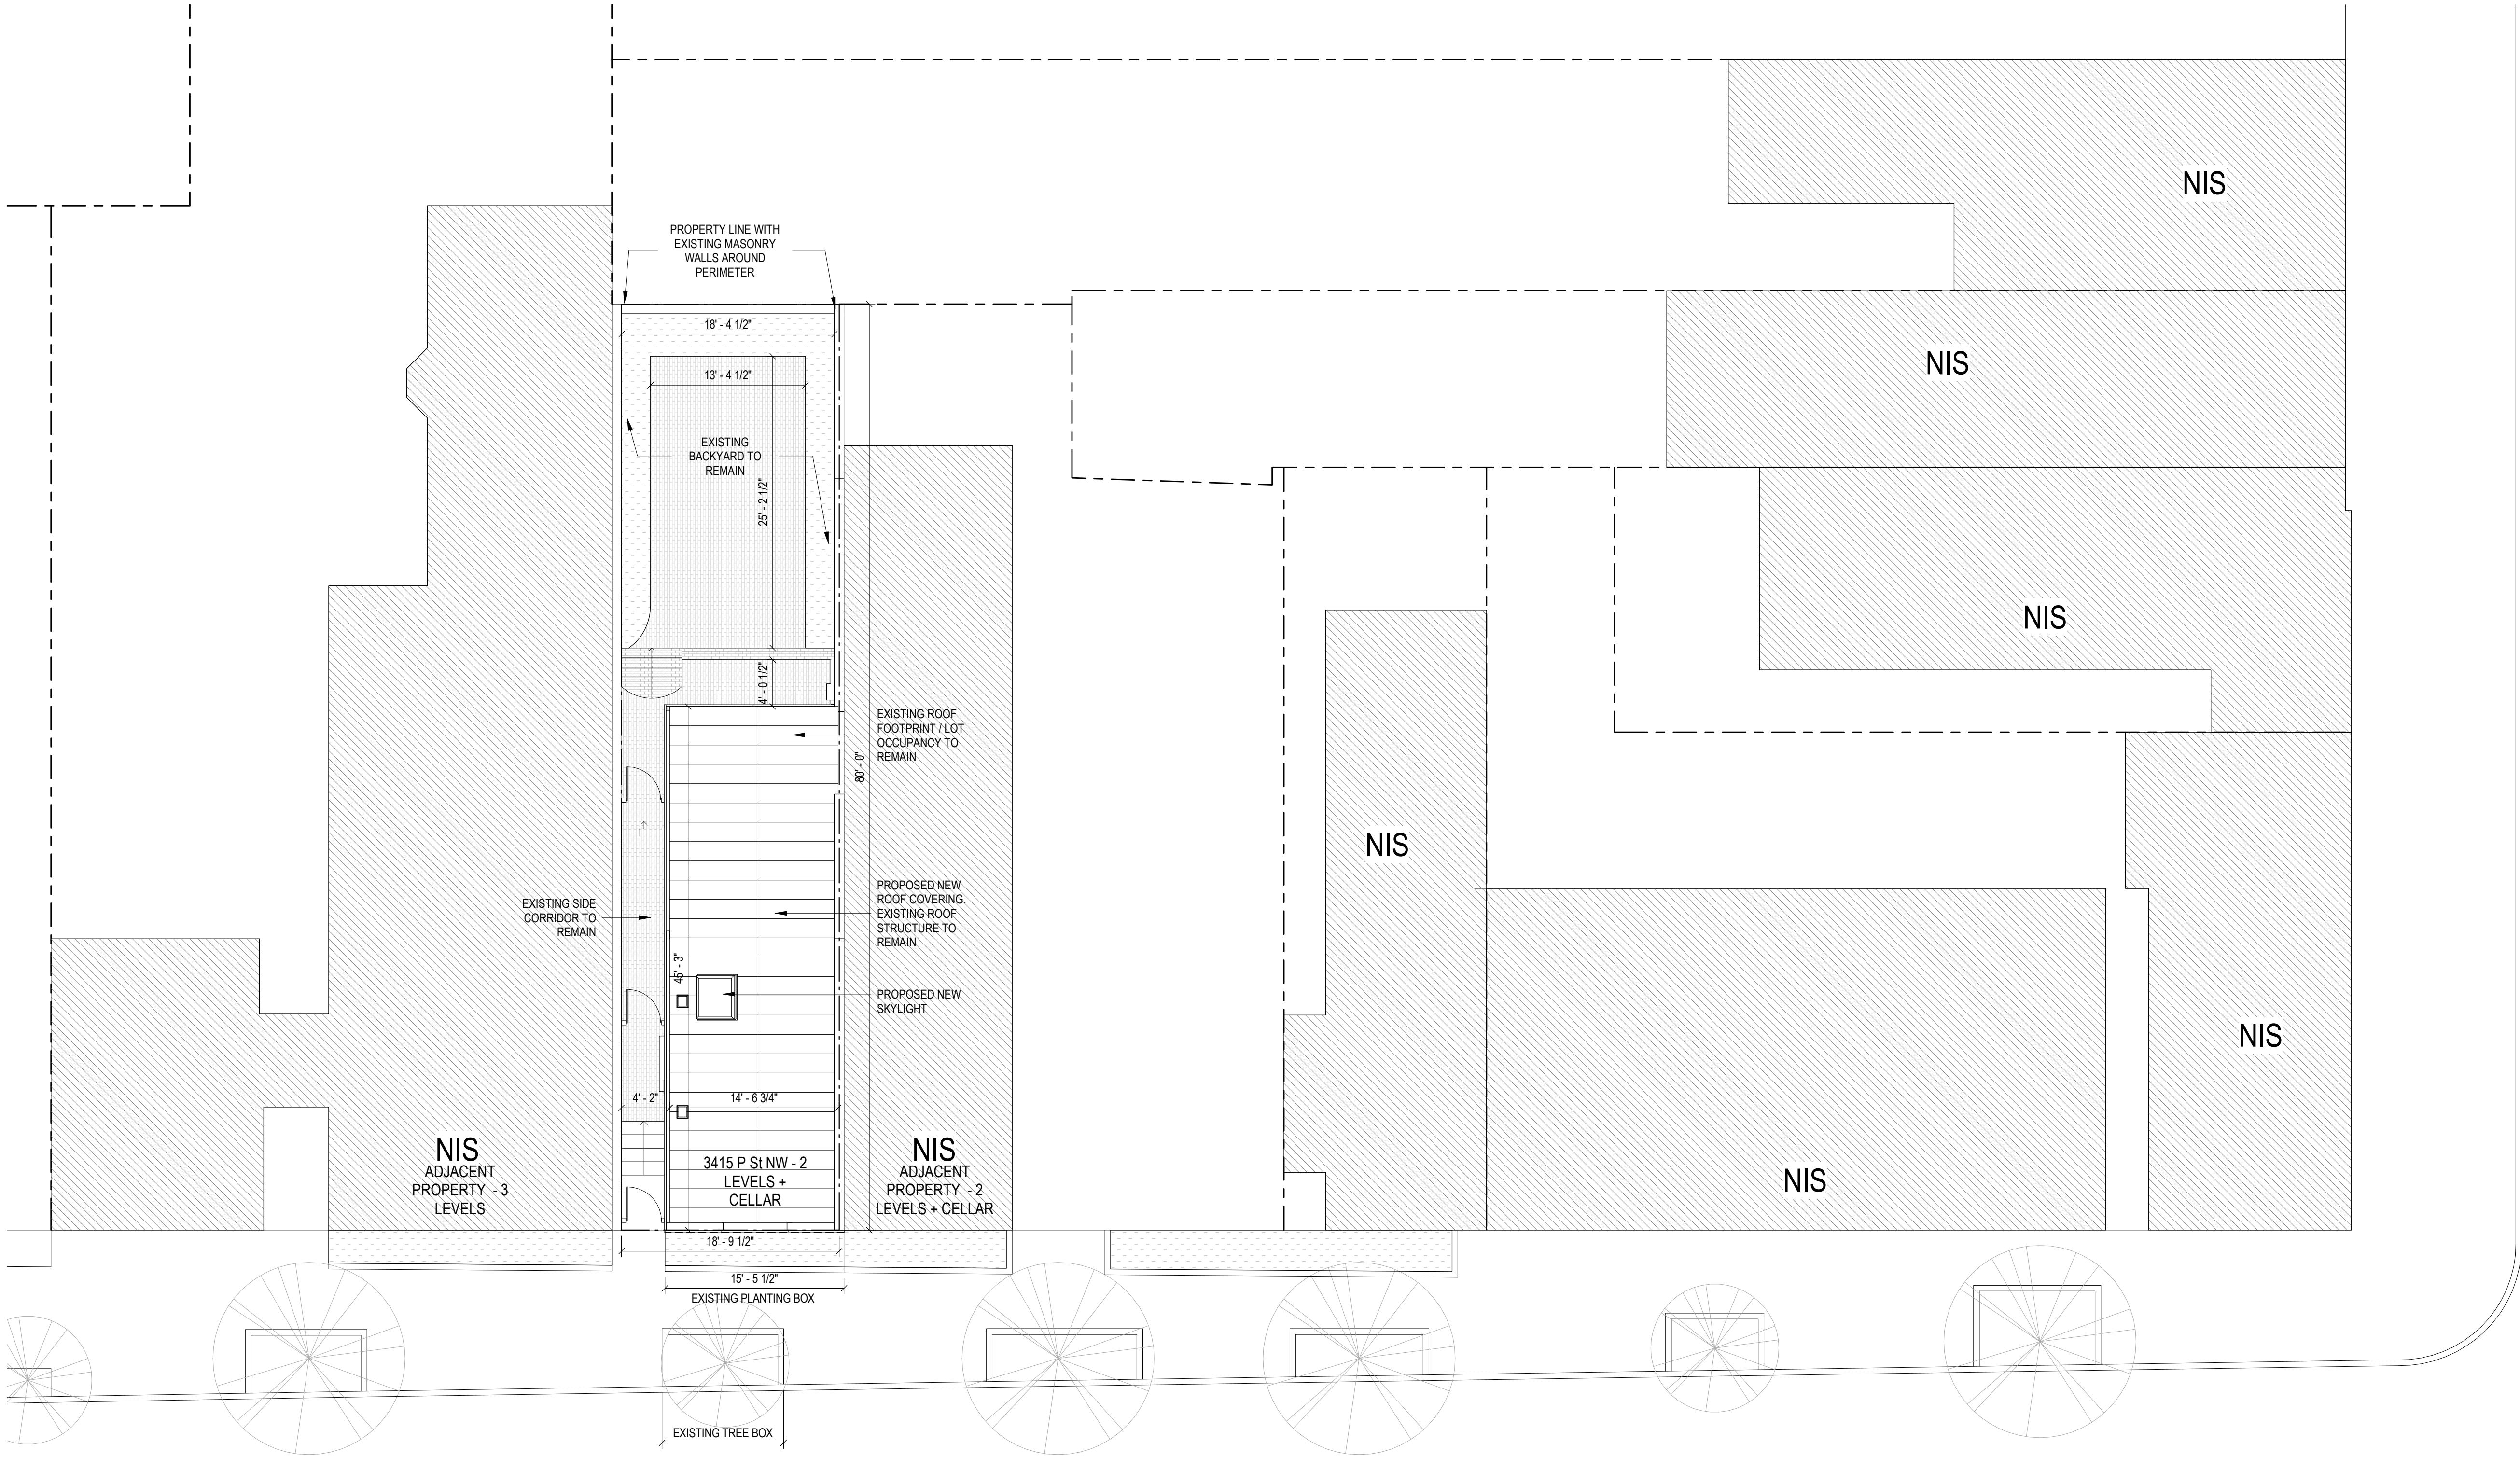 NIS
PROPERTY LINE WITH
EXISTING MASONRY
WALLS AROUND
PERIMETER
18' - 4 1/2"
NIS
13' - 4 1/2"
EXISTING
BACKYARD TO
REMAIN
25' - 2 1/2"
NIS
4' - 0 1/2"
EXISTING ROOF
FOOTPRINT / LOT
OCCUPANCY TO
REMAIN
80' - 0"
NIS
EXISTING SIDE
CORRIDOR TO
REMAIN
PROPOSED NEW
ROOF COVERING.
EXISTING ROOF
STRUCTURE TO
REMAIN
45' - 3"
PROPOSED NEW
SKYLIGHT
NIS
4' - 2"
14' - 6 3/4"
NIS
ADJACENT
PROPERTY - 3
LEVELS
3415 P St NW - 2
LEVELS +
CELLAR
NIS
ADJACENT
PROPERTY - 2
LEVELS + CELLAR
NIS
18' - 9 1/2"
15' - 5 1/2"
EXISTING PLANTING BOX
EXISTING TREE BOX